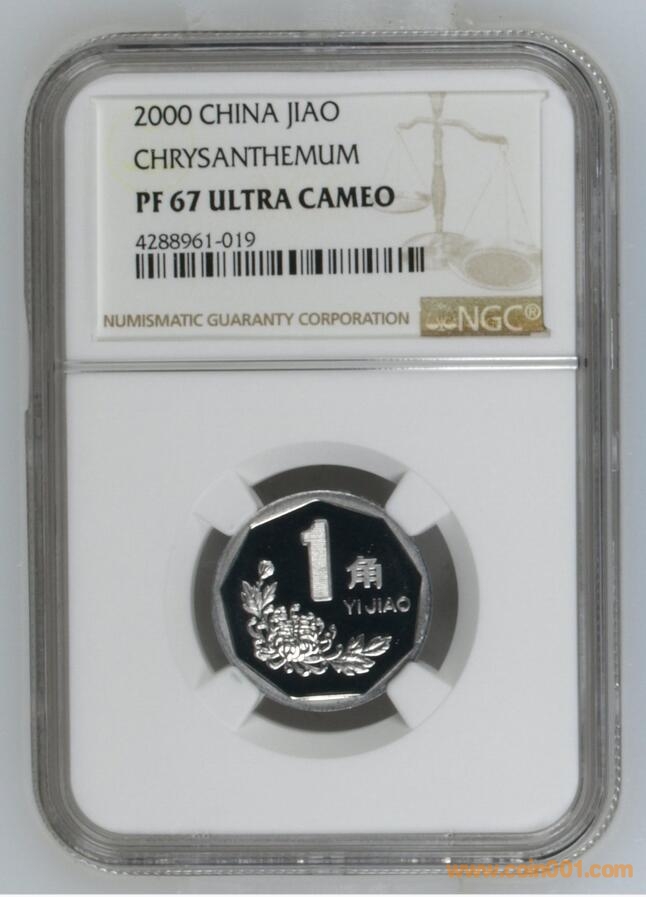 2000 CHINA JIAO
CHRYSANTHEMUM
PF 67 ULTRA CAMEO
4288961-019
NUMISMATIC GUARANTY CORPORATION
NGC®
1角
YI JIAO
www.coin001.com